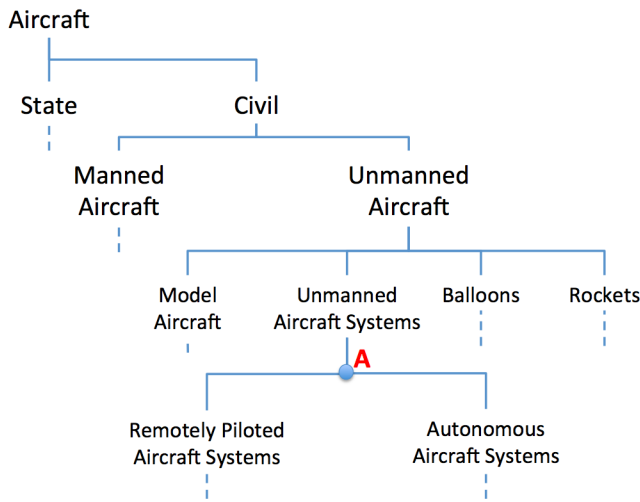 Aircraft
State
Civil
Manned
Aircraft
Unmanned
Aircraft
Model
Aircraft
Unmanned
Aircraft Systems
Balloons
Rockets
A
Remotely Piloted
Aircraft Systems
Autonomous
Aircraft Systems